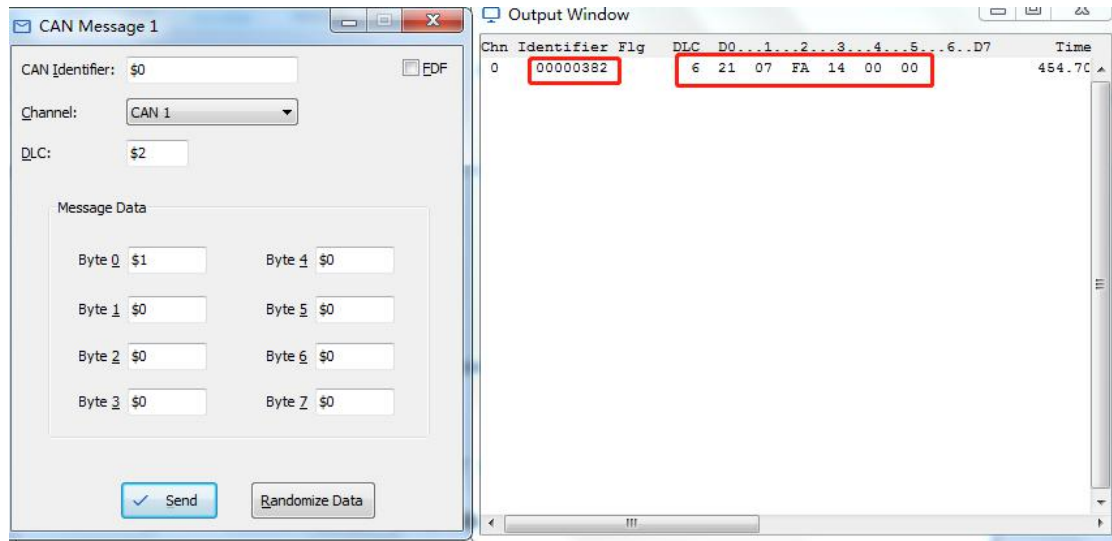 CAN Message 1
CAN Identifier: $0
FDF
Channel: CAN 1
DLC: $2
Message Data
Byte 0 $1 Byte 4 $0
Byte 1 $0 Byte 5 $0
Byte 2 $0 Byte 6 $0
Byte 3 $0 Byte 7 $0
Send Randomize Data
Output Window
Chn Identifier Flg DLC D0...1...2...3...4...5...6..D7 Time
0 00000382 6 21 07 FA 14 00 00 454.70